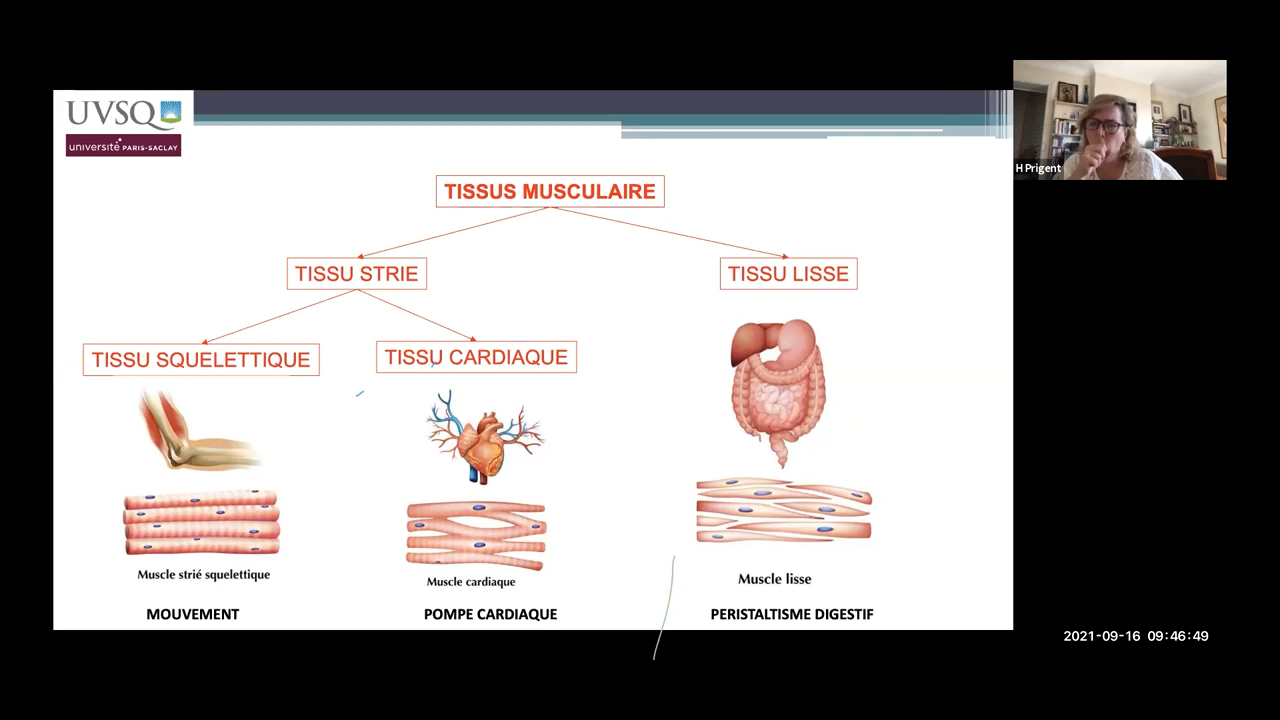 UVSQ
université PARIS-SACLAY
H Prigent
TISSUS MUSCULAIRE
TISSU STRIE
TISSU LISSE
TISSU SQUELETTIQUE
TISSU CARDIAQUE
Muscle strié squelettique
Muscle cardiaque
Muscle lisse
MOUVEMENT
POMPE CARDIAQUE
PERISTALTISME DIGESTIF
2021-09-16 09:46:49